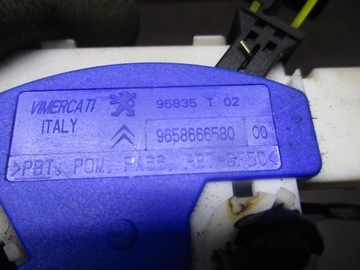 VIMERCATI 95835 T 02
ITALY 9658666580 00
>PBT, POM,